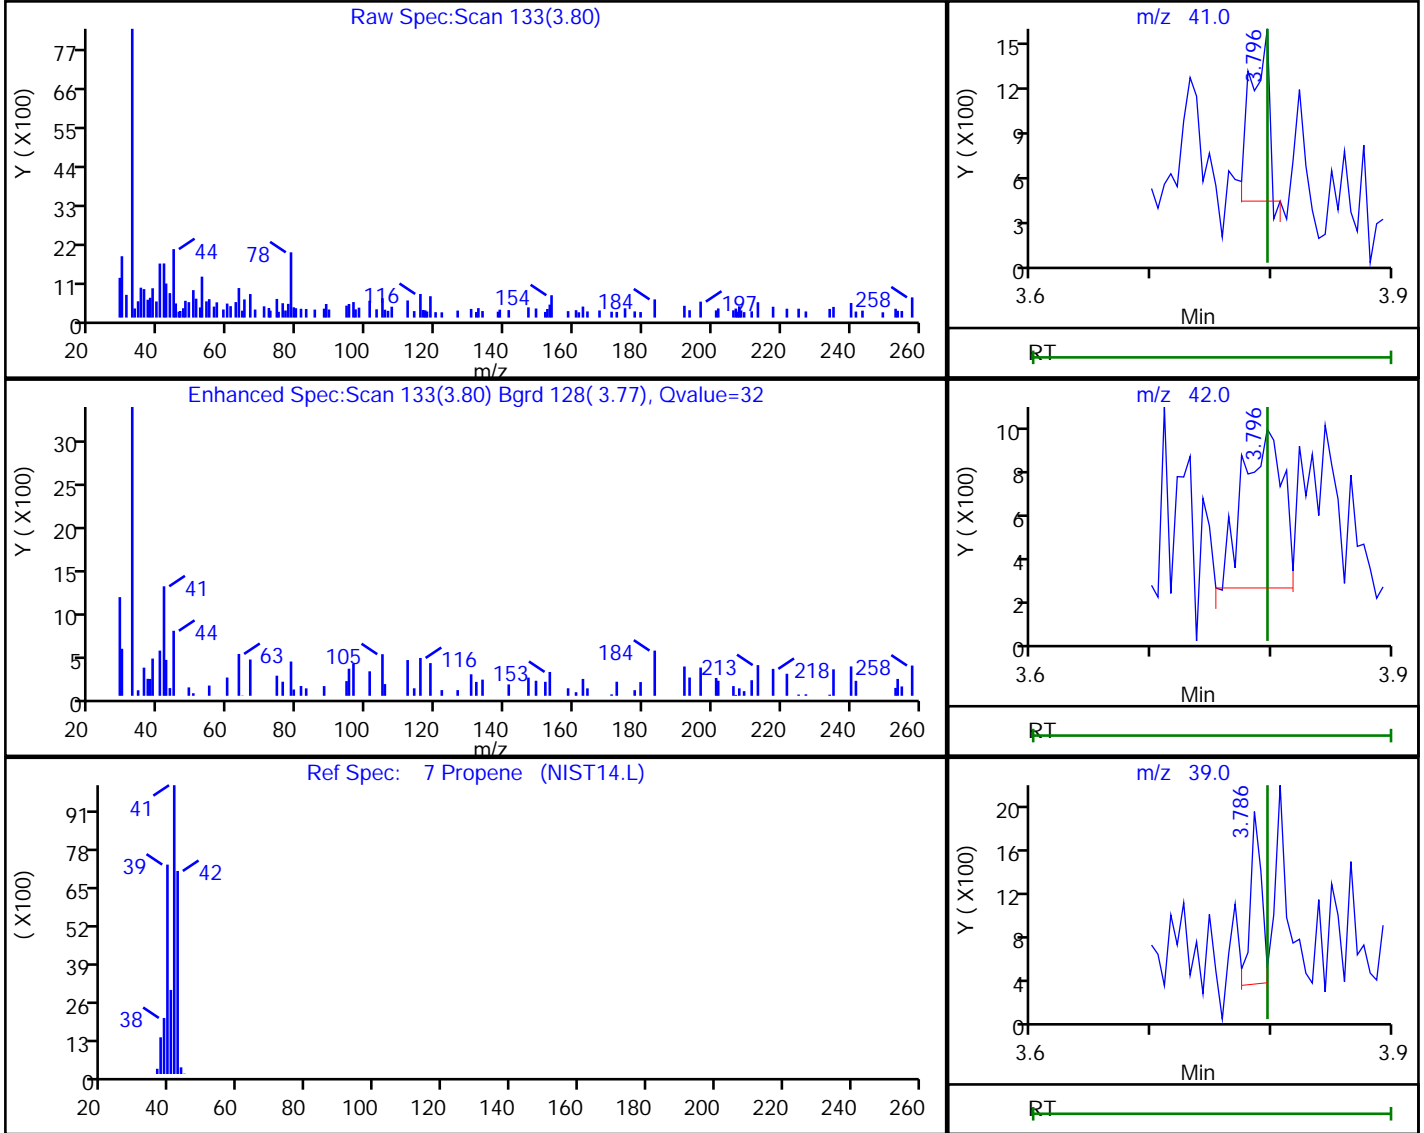 Raw Spec:Scan 133(3.80)
Y ( X100)
77
66
55
44
33
22
11
0
44
78
116
154
184
197
258
20 40 60 80 100 120 140 160 180 200 220 240 260
m/z
m/z 41.0
Y ( X100)
15
12
9
6
3
0
3.796
3.6 3.9
Min
RT
Enhanced Spec:Scan 133(3.80) Bgrd 128( 3.77), Qvalue=32
Y ( X100)
30
25
20
15
10
5
0
41
44
63
105
116
153
184
213
218
258
20 40 60 80 100 120 140 160 180 200 220 240 260
m/z
m/z 42.0
Y ( X100)
10
8
6
4
2
0
3.796
3.6 3.9
Min
RT
Ref Spec: 7 Propene (NIST14.L)
( X100)
91
78
65
52
39
26
13
0
41
39
42
38
20 40 60 80 100 120 140 160 180 200 220 240 260
m/z 39.0
Y ( X100)
20
16
12
8
4
0
3.786
3.6 3.9
Min
RT